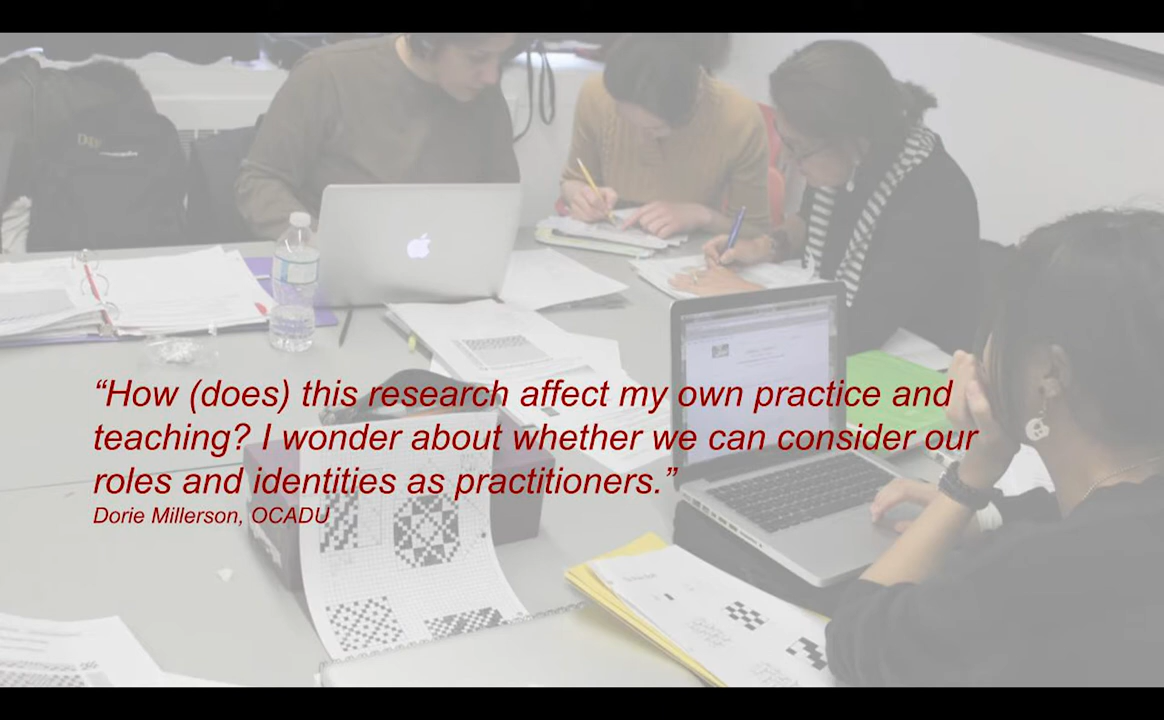 “How (does) this research affect my own practice and
teaching? I wonder about whether we can consider our
roles and identities as practitioners.”
Dorie Millerson, OCADU